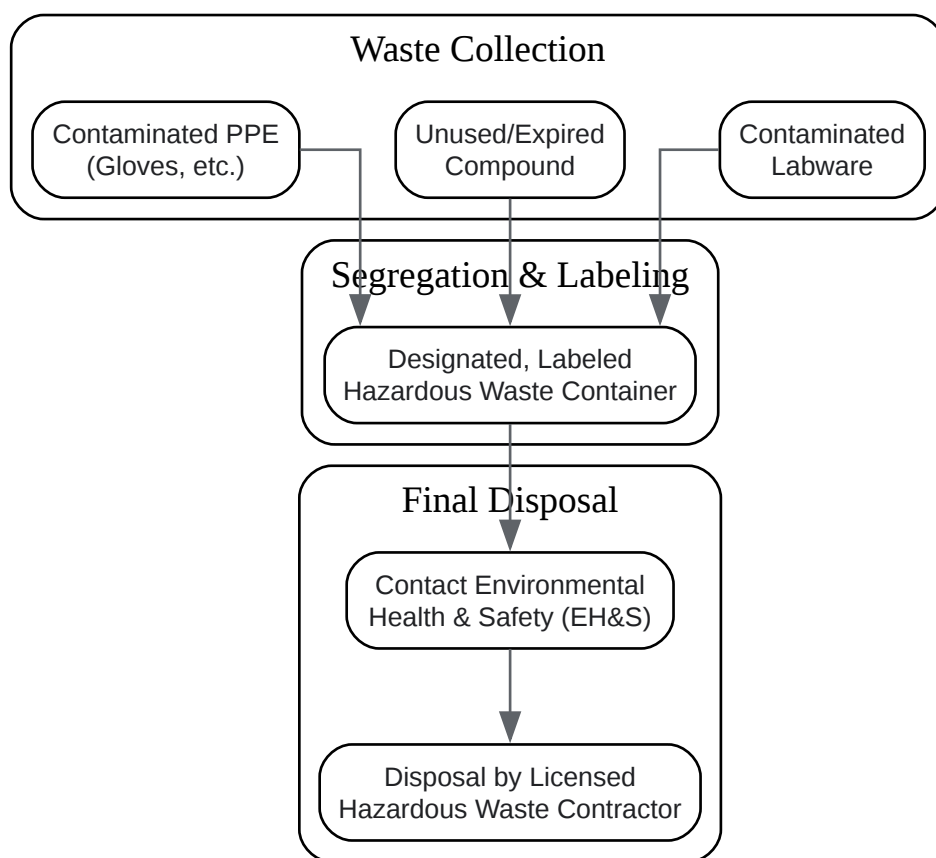 Waste Collection
Contaminated PPE
(Gloves, etc.)
Unused/Expired
Compound
Contaminated
Labware
Segregation & Labeling
Designated, Labeled
Hazardous Waste Container
Final Disposal
Contact Environmental
Health & Safety (EH&S)
Disposal by Licensed
Hazardous Waste Contractor